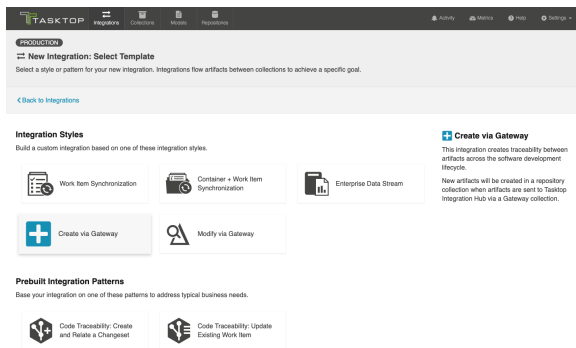 TASKTOP
Integrations
Collections
Models
Repositories
Activity
Metrics
Help
Settings
PRODUCTION
New Integration: Select Template
Select a style or pattern for your new integration. Integrations flow artifacts between collections to achieve a specific goal.
Back to Integrations
Integration Styles
Build a custom integration based on one of these integration styles.
Work Item Synchronization
Container + Work Item
Synchronization
Enterprise Data Stream
Create via Gateway
Modify via Gateway
Create via Gateway
This integration creates traceability between
artifacts across the software development
lifecycle.
New artifacts will be created in a repository
collection when artifacts are sent to Tasktop
Integration Hub via a Gateway collection.
Prebuilt Integration Patterns
Base your integration on one of these patterns to address typical business needs.
Code Traceability: Create
and Relate a Changeset
Code Traceability: Update
Existing Work Item